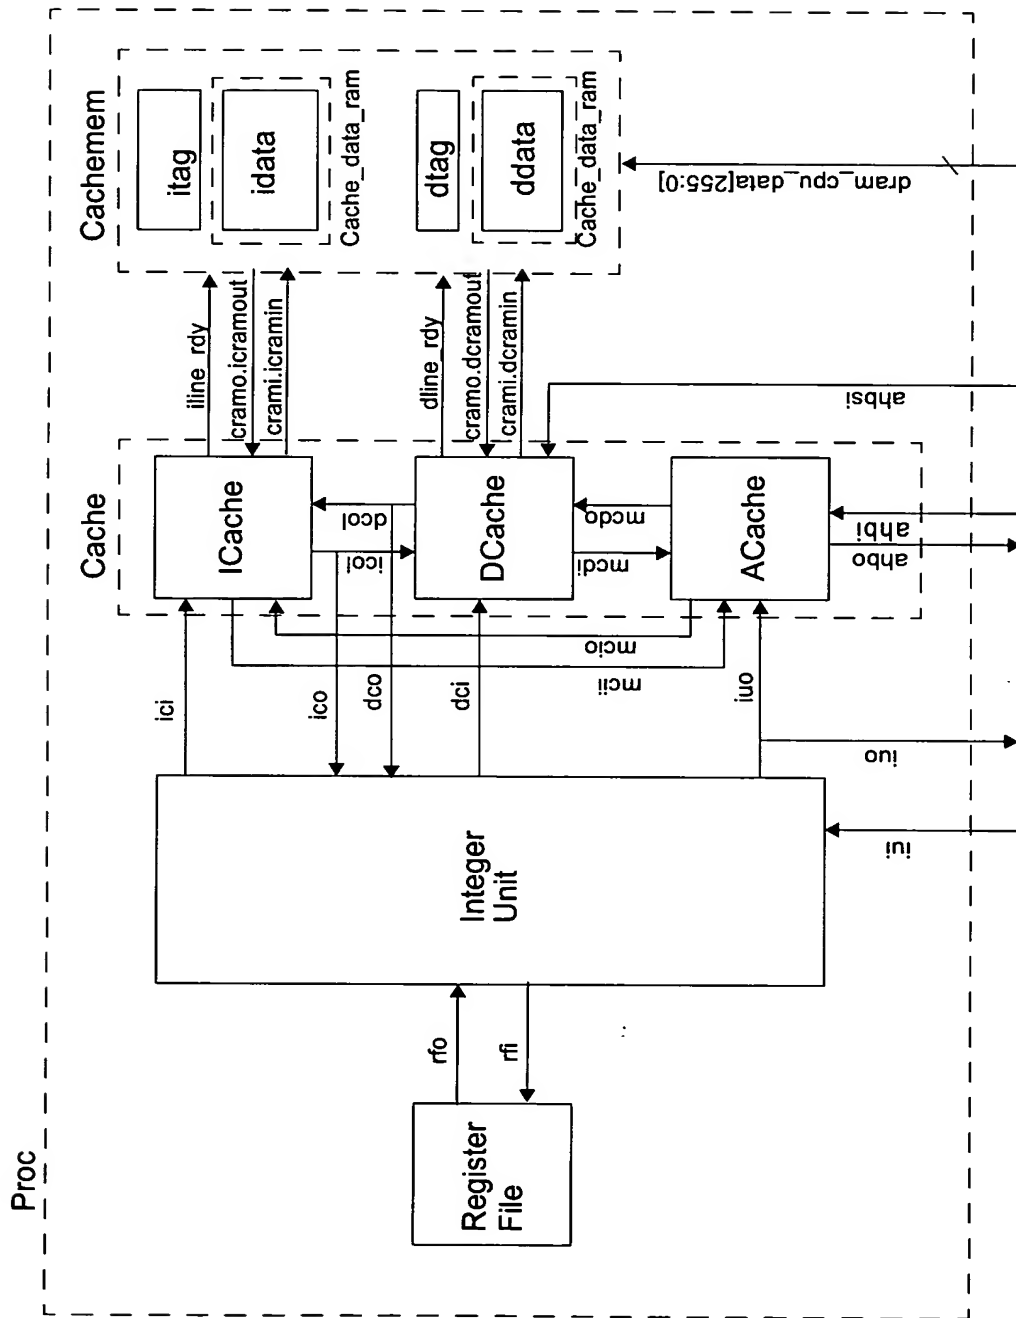 Proc
Cache
Cachemem
itag
ici
iline_rdy
ICache
cramo.icramout
crami.icramin
idata
Cache_data_ram
ico
icol
dcol
dco
mcii
mcio
dline_rdy
dtag
rfo
Register
File
rfi
Integer
Unit
dci
DCache
cramo.dcramout
crami.dcramin
ddata
Cache_data_ram
mcdi
mcdo
iuo
ACache
iui
iuo
ahbo
ahbi
ahbsi
dram_cpu_data[255:0]